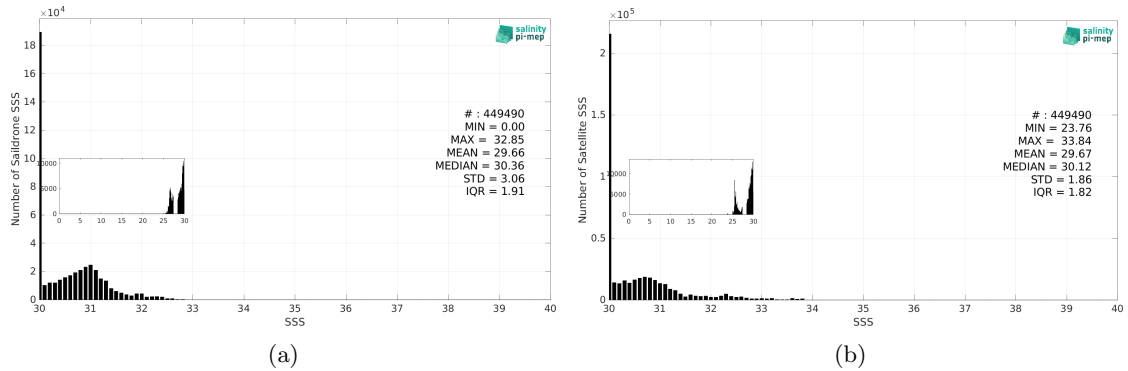 ×10⁴
18
16
14
12
10
8
6
4
2
0
Number of Saildrone SSS
salinity
pi-mep
# : 449490
MIN = 0.00
MAX = 32.85
MEAN = 29.66
MEDIAN = 30.36
STD = 3.06
IQR = 1.91
10000
5000
0
0 5 10 15 20 25 30
30 31 32 33 34 35 36 37 38 39 40
SSS
(a)
×10⁵
2
1.5
1
0.5
0
Number of Satellite SSS
salinity
pi-mep
# : 449490
MIN = 23.76
MAX = 33.84
MEAN = 29.67
MEDIAN = 30.12
STD = 1.86
IQR = 1.82
10000
5000
0
0 5 10 15 20 25 30
30 31 32 33 34 35 36 37 38 39 40
SSS
(b)